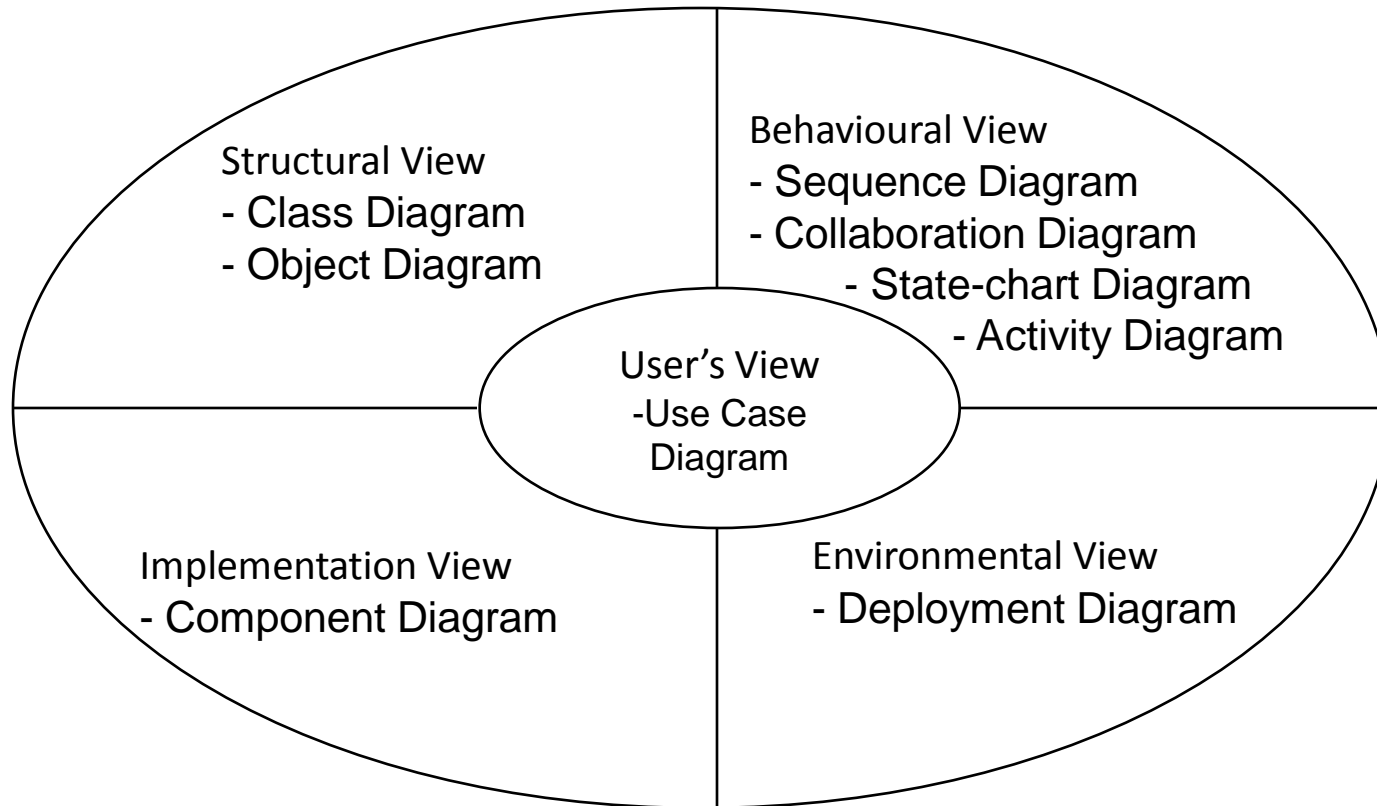 Structural View
- Class Diagram
- Object Diagram
Behavioural View
- Sequence Diagram
- Collaboration Diagram
- State-chart Diagram
- Activity Diagram
User’s View
-Use Case
Diagram
Implementation View
- Component Diagram
Environmental View
- Deployment Diagram